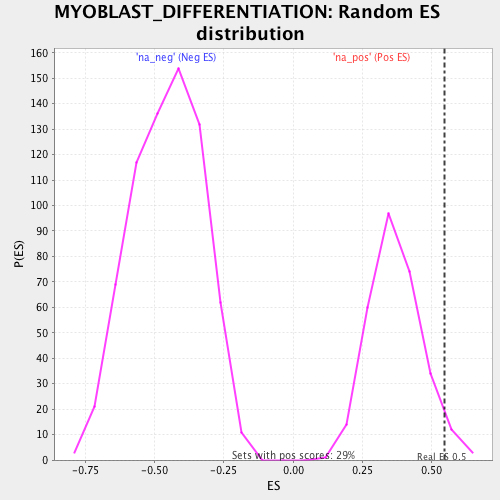 MYOBLAST_DIFFERENTIATION: Random ES
distribution
'na_neg' (Neg ES)
'na_pos' (Pos ES)
160
150
140
130
120
110
100
90
80
70
60
50
40
30
20
10
0
P(ES)
Sets with pos scores: 29%
Real ES 0.5
-0.75
-0.50
-0.25
0.00
0.25
0.50
ES